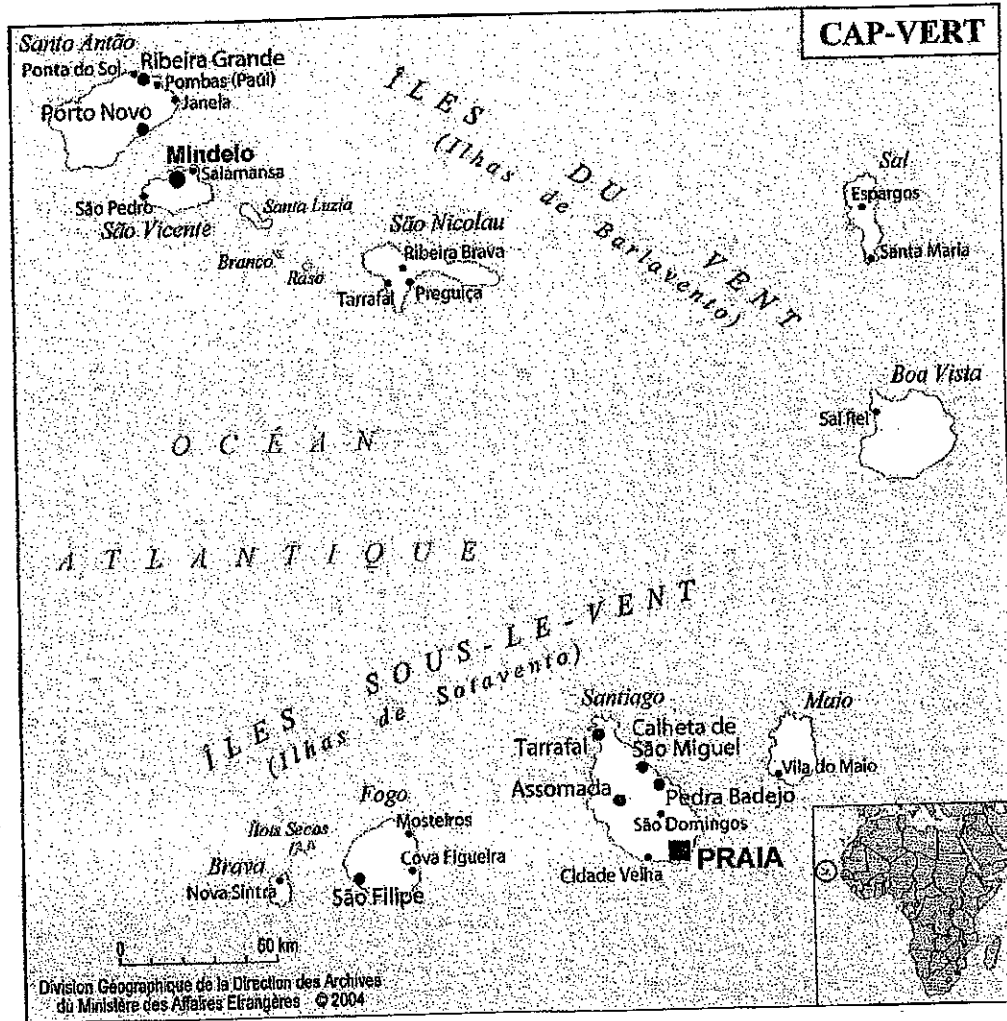 CAP-VERT
Santo Antão
Ribeira Grande
Ponta do Sol
Pombas (Paúl)
Janela
Porto Novo
Mindelo
Salamansa
São Pedro
São Vicente
Santa Luzia
Branco
Raso
São Nicolau
Ribeira Brava
Tarrafal
Preguiça
ÎLES DU VENT
(Ilhas de Barlavento)
Sal
Espargos
Santa Maria
Boa Vista
Sal Rei
OCÉAN
ATLANTIQUE
ÎLES SOUS-LE-VENT
(Ilhas de Sotavento)
Santiago
Tarrafal
Calheta de
São Miguel
Assomada
Pedra Badejo
São Domingos
PRAIA
Cidade Velha
Maio
Vila do Maio
Fogo
Mosteiros
Cova Figueira
São Filipe
Îlots Secos
Brava
Nova Sintra
0 60 km
Division Géographique de la Direction des Archives
du Ministère des Affaires Etrangères © 2004